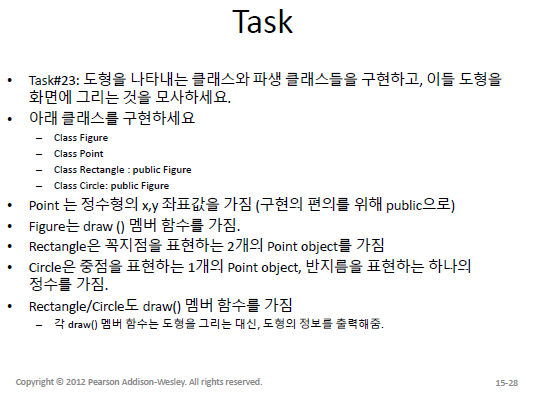 Task
• Task#23: 도형을 나타내는 클래스와 파생 클래스들을 구현하고, 이들 도형을
화면에 그리는 것을 모사하세요.
• 아래 클래스를 구현하세요
– Class Figure
– Class Point
– Class Rectangle : public Figure
– Class Circle: public Figure
• Point 는 정수형의 x,y 좌표값을 가짐 (구현의 편의를 위해 public으로)
• Figure는 draw () 멤버 함수를 가짐.
• Rectangle은 꼭지점을 표현하는 2개의 Point object를 가짐
• Circle은 중점을 표현하는 1개의 Point object, 반지름을 표현하는 하나의
정수를 가짐.
• Rectangle/Circle도 draw() 멤버 함수를 가짐
– 각 draw() 멤버 함수는 도형을 그리는 대신, 도형의 정보를 출력해줌.
Copyright © 2012 Pearson Addison-Wesley. All rights reserved.
15-28